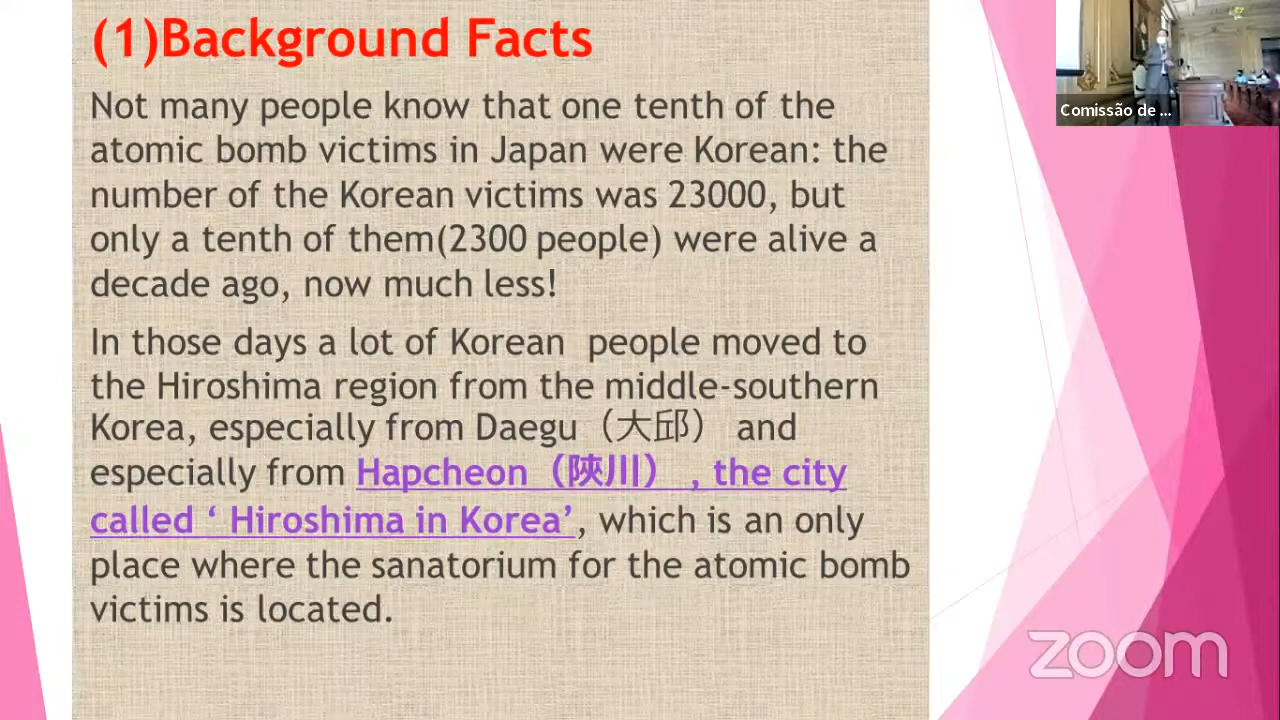 (1)Background Facts
Not many people know that one tenth of the
atomic bomb victims in Japan were Korean: the
number of the Korean victims was 23000, but
only a tenth of them(2300 people) were alive a
decade ago, now much less!
In those days a lot of Korean  people moved to
the Hiroshima region from the middle-southern
Korea, especially from Daegu（大邱） and
especially from Hapcheon（陜川） , the city
called ‘ Hiroshima in Korea’, which is an only
place where the sanatorium for the atomic bomb
victims is located.
Comissão de ...
zoom